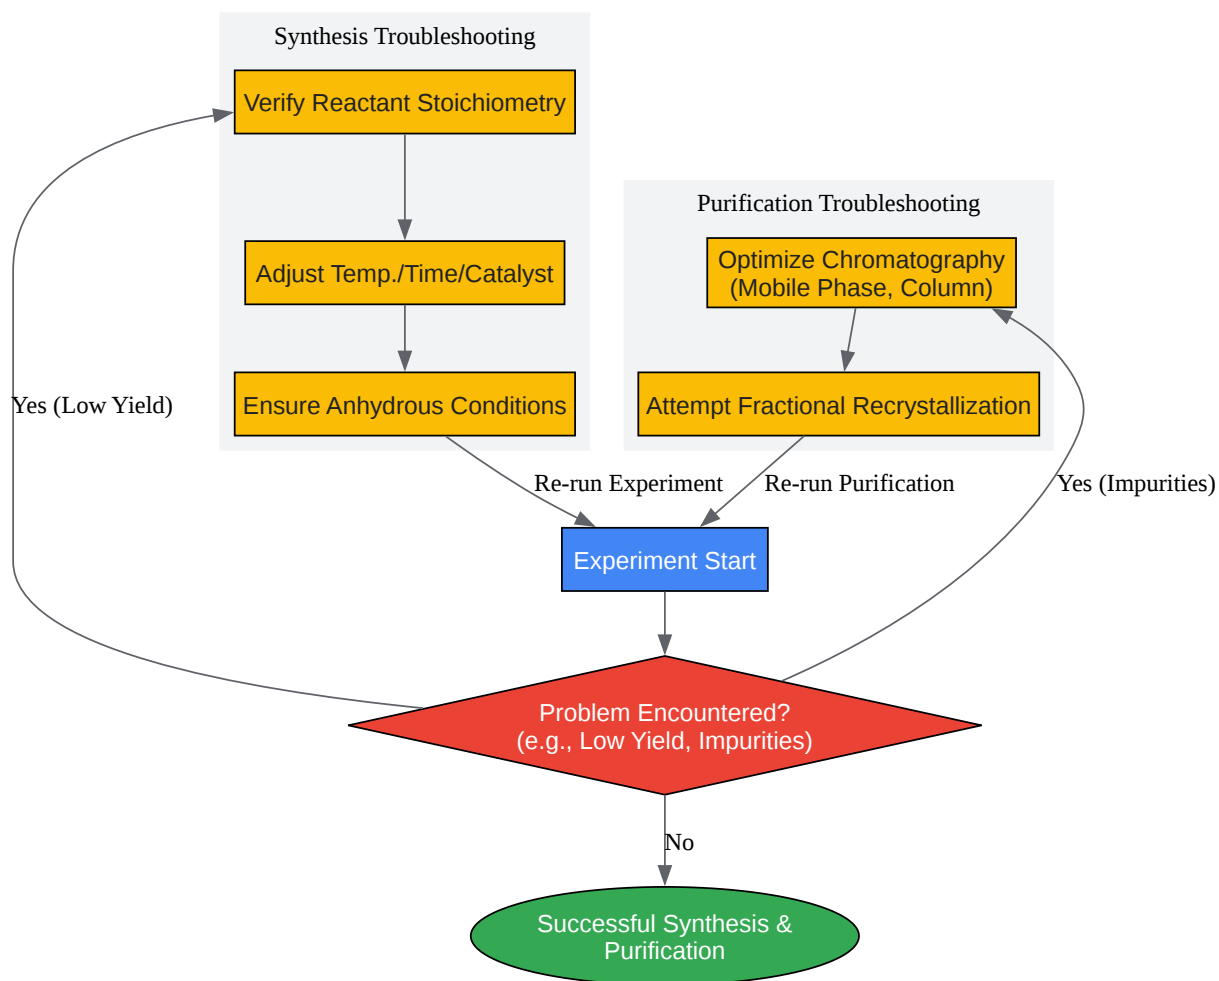 Synthesis Troubleshooting
Verify Reactant Stoichiometry
Purification Troubleshooting
Optimize Chromatography
(Mobile Phase, Column)
Adjust Temp./Time/Catalyst
Yes (Low Yield)
Ensure Anhydrous Conditions
Attempt Fractional Recrystallization
Re-run Experiment
Re-run Purification
Yes (Impurities)
Experiment Start
Problem Encountered?
(e.g., Low Yield, Impurities)
No
Successful Synthesis &
Purification